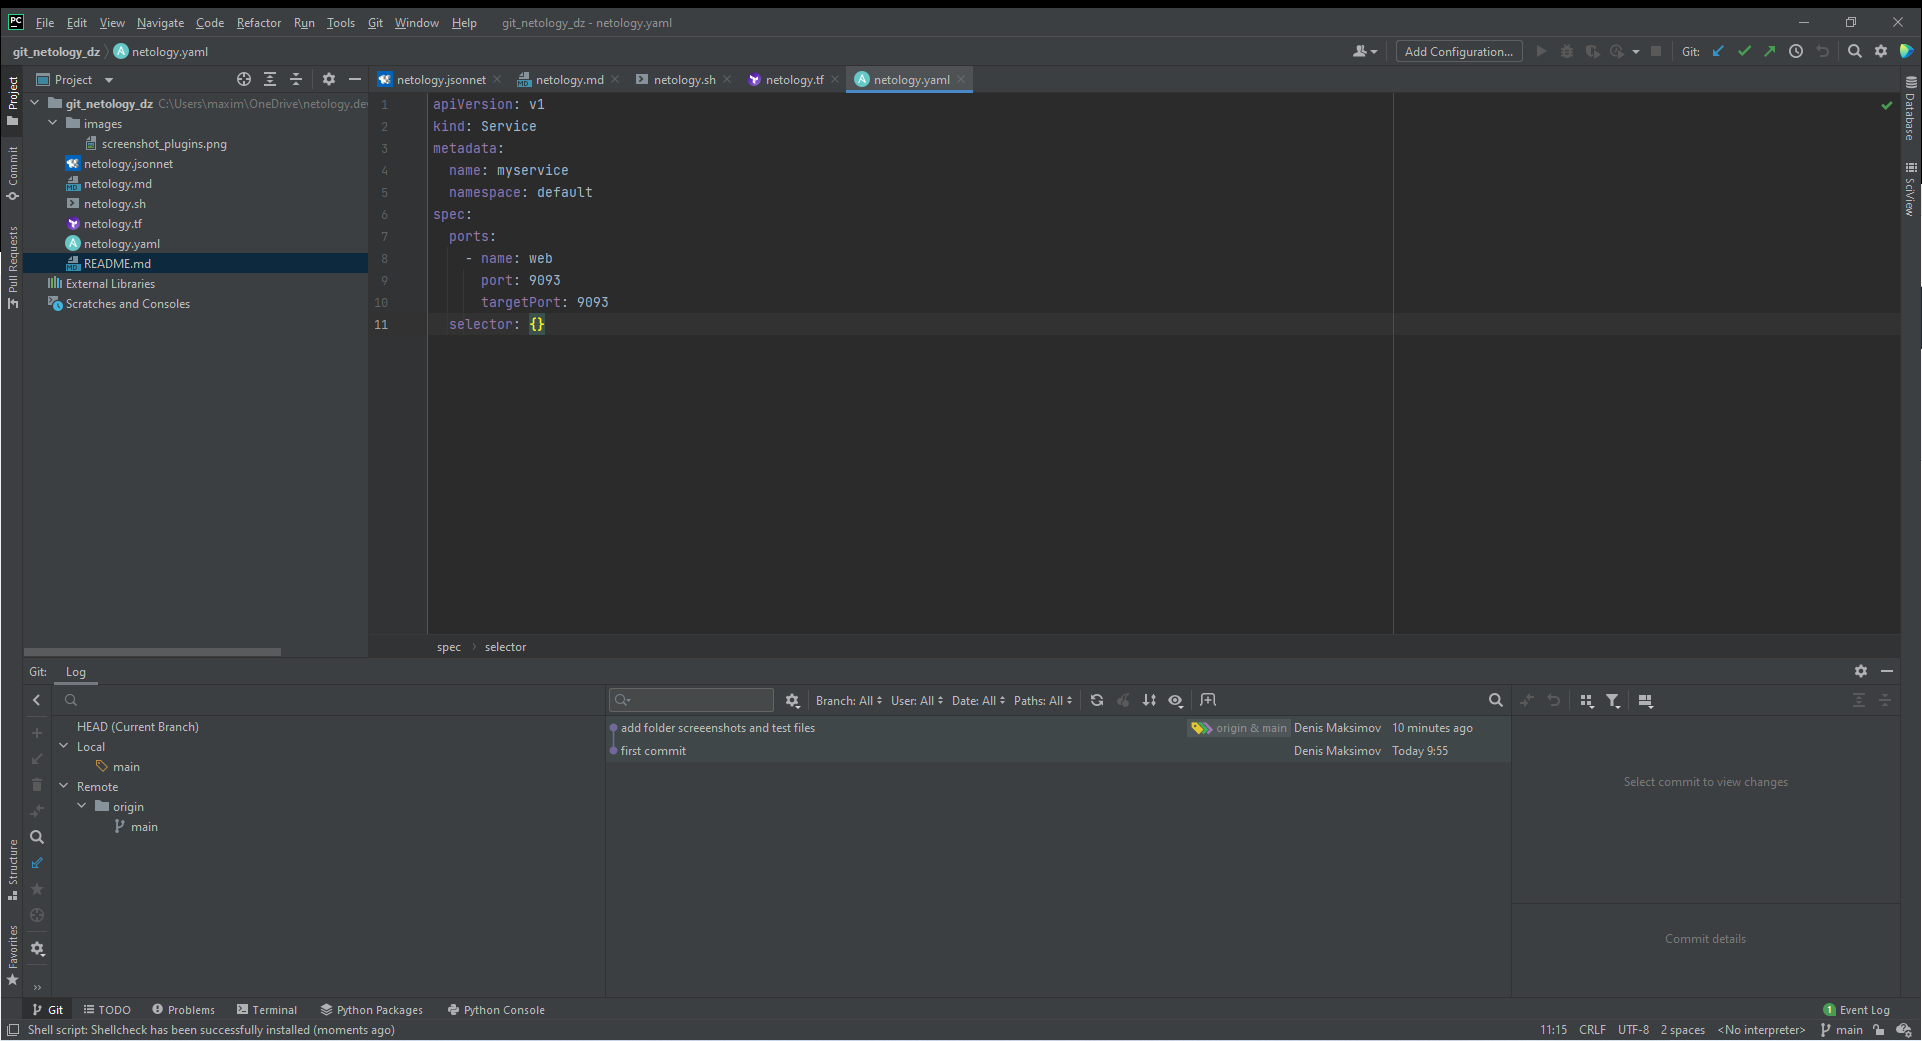 PC File Edit View Navigate Code Refactor Run Tools Git Window Help git_netology_dz - netology.yaml
git_netology_dz netology.yaml
Add Configuration... Git:
Project
netology.jsonnet netology.md netology.sh netology.tf netology.yaml
git_netology_dz C:\Users\maxim\OneDrive\netology.de
images
screenshot_plugins.png
netology.jsonnet
netology.md
netology.sh
netology.tf
netology.yaml
README.md
External Libraries
Scratches and Consoles
Project
Commit
Pull Requests
Structure
Favorites
1 apiVersion: v1
2 kind: Service
3 metadata:
4 name: myservice
5 namespace: default
6 spec:
7 ports:
8 - name: web
9 port: 9093
10 targetPort: 9093
11 selector: {}
Database
SciView
spec selector
Git: Log
HEAD (Current Branch)
Local
main
Remote
origin
main
Branch: All User: All Date: All Paths: All
add folder screeenshots and test files origin & main Denis Maksimov 10 minutes ago
first commit Denis Maksimov Today 9:55
Select commit to view changes
Commit details
Git TODO Problems Terminal Python Packages Python Console
1 Event Log
Shell script: Shellcheck has been successfully installed (moments ago)
11:15 CRLF UTF-8 2 spaces <No interpreter> main